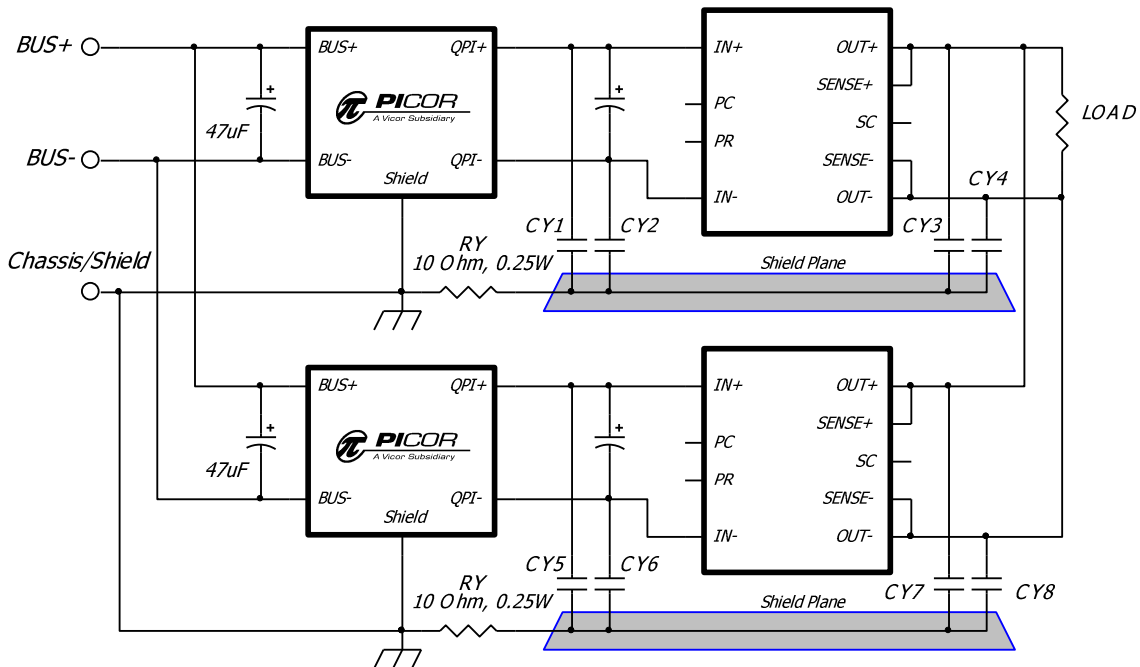 BUS+
BUS-
Chassis/Shield
47uF
BUS+
QPI+
PICOR
A Vicor Subsidiary
BUS-
QPI-
Shield
RY
10 Ohm, 0.25W
CY1
CY2
IN+
OUT+
SENSE+
PC
SC
PR
SENSE-
IN-
OUT-
CY3
CY4
LOAD
Shield Plane
47uF
BUS+
QPI+
PICOR
A Vicor Subsidiary
BUS-
QPI-
Shield
RY
10 Ohm, 0.25W
CY5
CY6
IN+
OUT+
SENSE+
PC
SC
PR
SENSE-
IN-
OUT-
CY7
CY8
Shield Plane